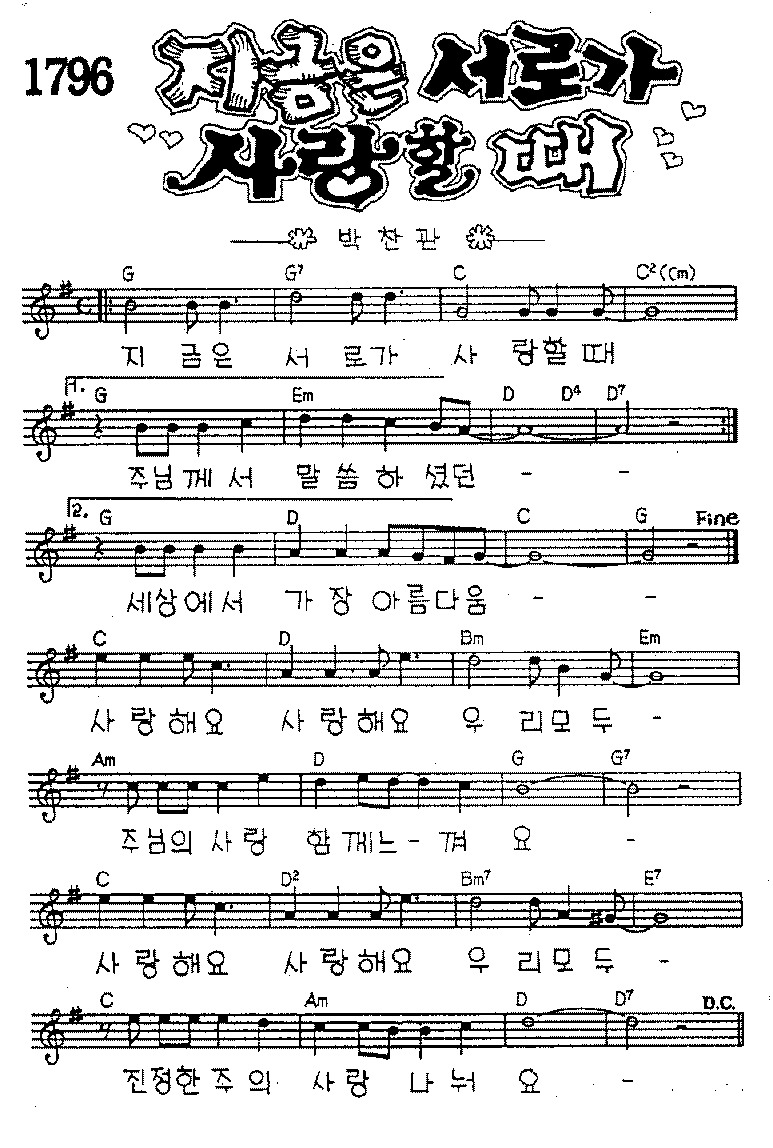 1796
지금은 서로가
사랑할 때
박찬관
G G7 C C2(Cm)
지 금은 서 로가 사 랑할 때
1. G Em D D4 D7
주님께서 말씀하셨던 - -
2. G D C G Fine
세상에서 가장 아름다움 - -
C D Bm Em
사랑해요 사랑해요 우 리모두 -
Am D G G7
주님의사랑 함께느-껴 요 -
C D2 Bm7 E7
사랑해요 사랑해요 우 리모두 -
C Am D D7 D.C.
진정한주의 사랑 나눠 요 -